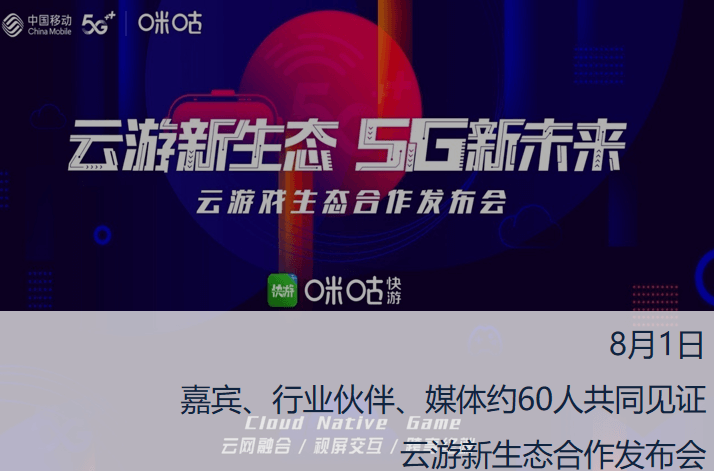 中国移动 China Mobile 5G++ 咪咕
云游新生态 5G新未来
云游戏生态合作发布会
快游 咪咕快游
8月1日
嘉宾、行业伙伴、媒体约60人共同见证
Cloud Native Game
云网融合 / 视屏交互 /
云游新生态合作发布会